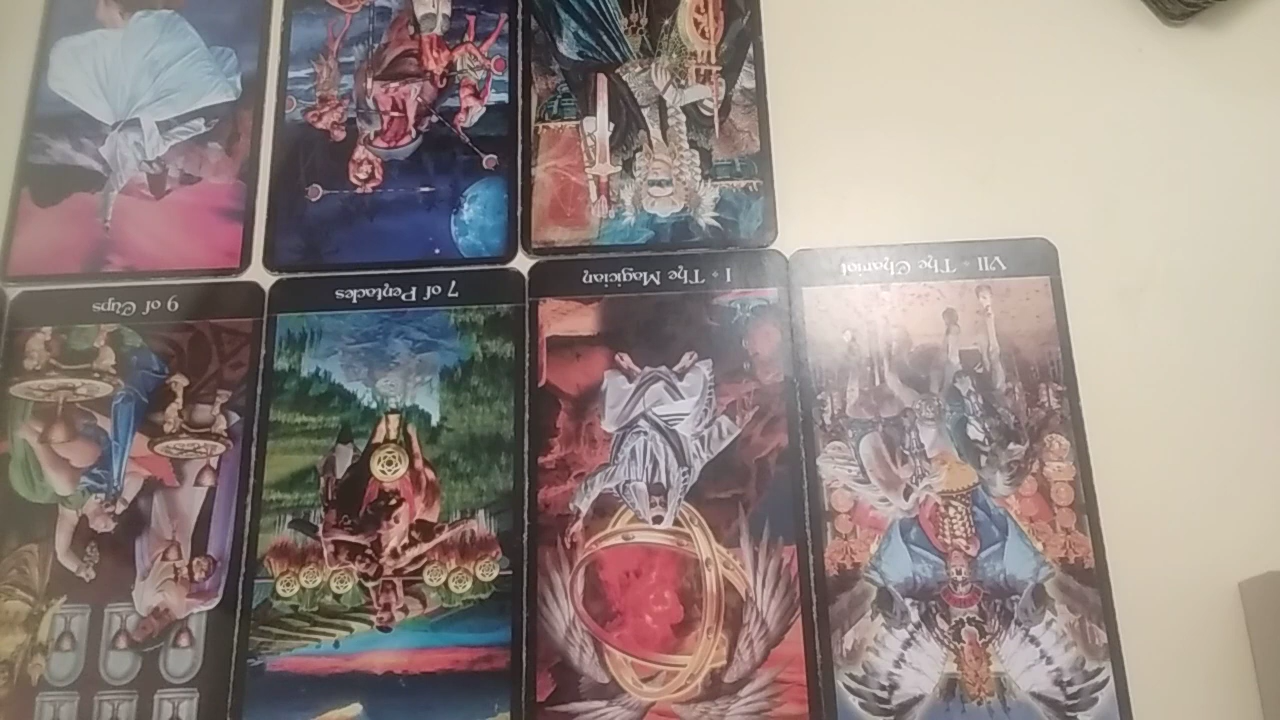 9 of Cups
7 of Pentacles
I • The Magician
VII • The Chariot